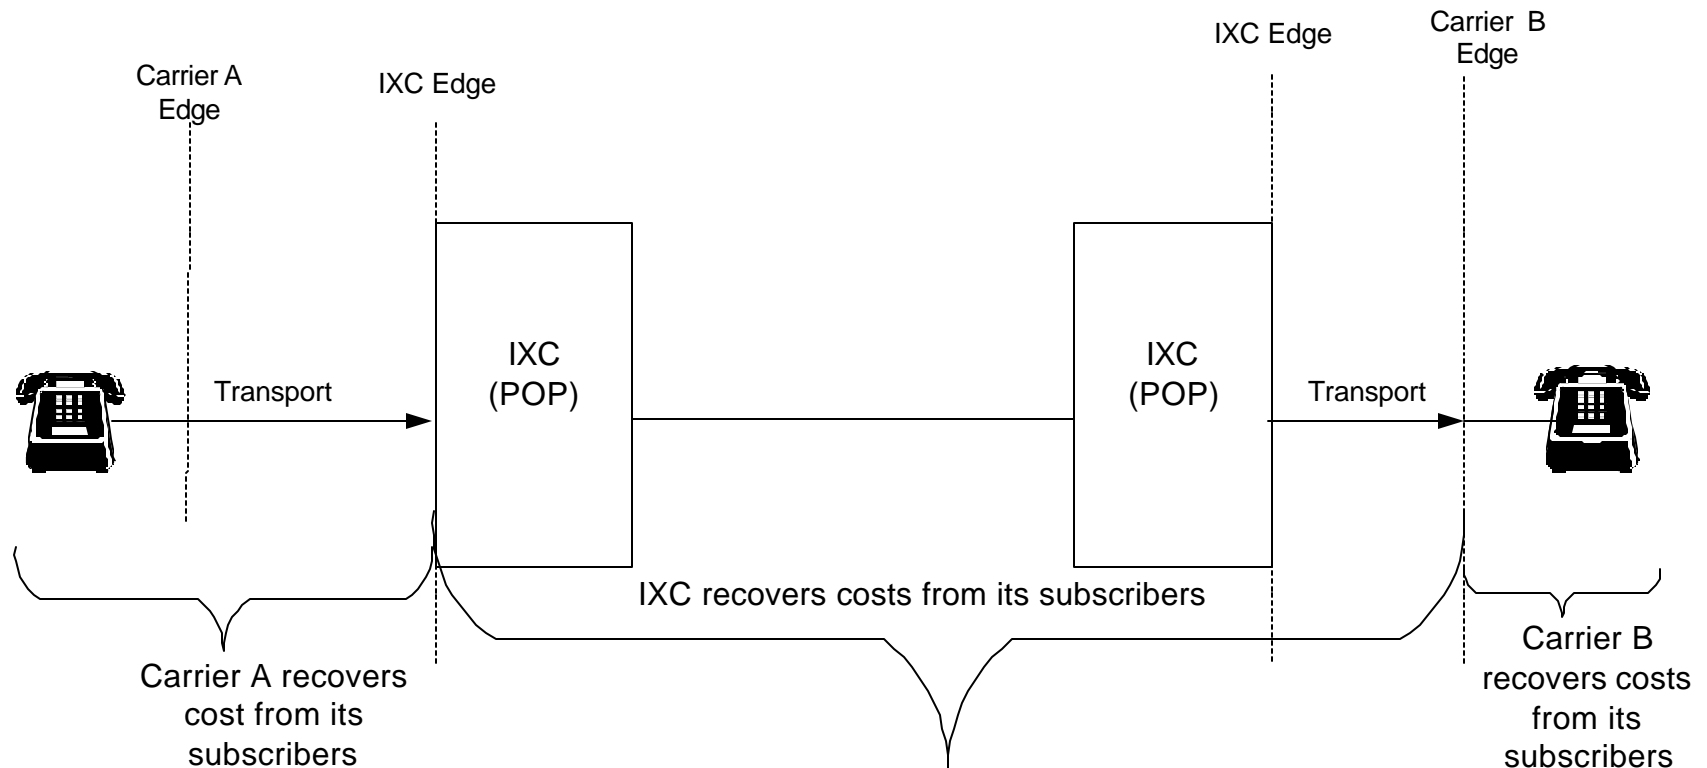 Carrier A
Edge
IXC Edge
IXC Edge
Carrier B
Edge
IXC
(POP)
IXC
(POP)
Transport
Transport
IXC recovers costs from its subscribers
Carrier A recovers
cost from its
subscribers
Carrier B
recovers costs
from its
subscribers